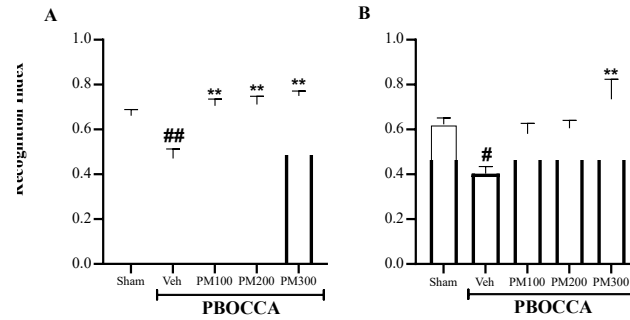 A
B
Recognition Index
1.0
0.8
0.6
0.4
0.2
0.0
##
**
**
**
Sham
Veh
PM100
PM200
PM300
PBOCCA
1.0
0.8
0.6
0.4
0.2
0.0
#
**
Sham
Veh
PM100
PM200
PM300
PBOCCA